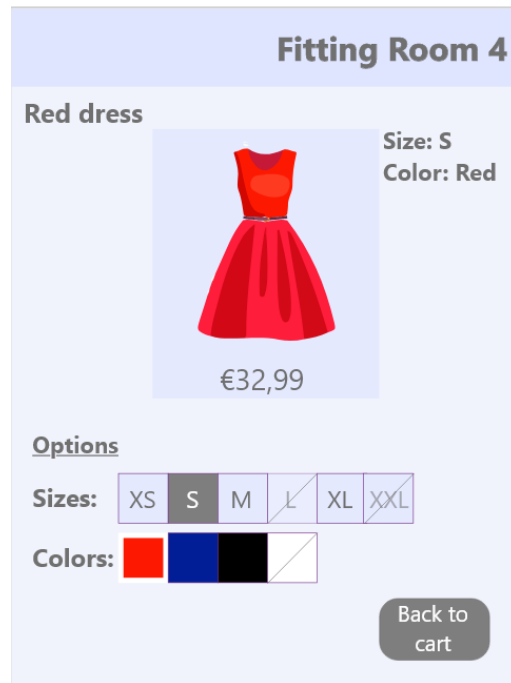 Fitting Room 4
Red dress
Size: S
Color: Red
€32,99
Options
Sizes: XS S M L XL XXL
Colors:
Back to
cart